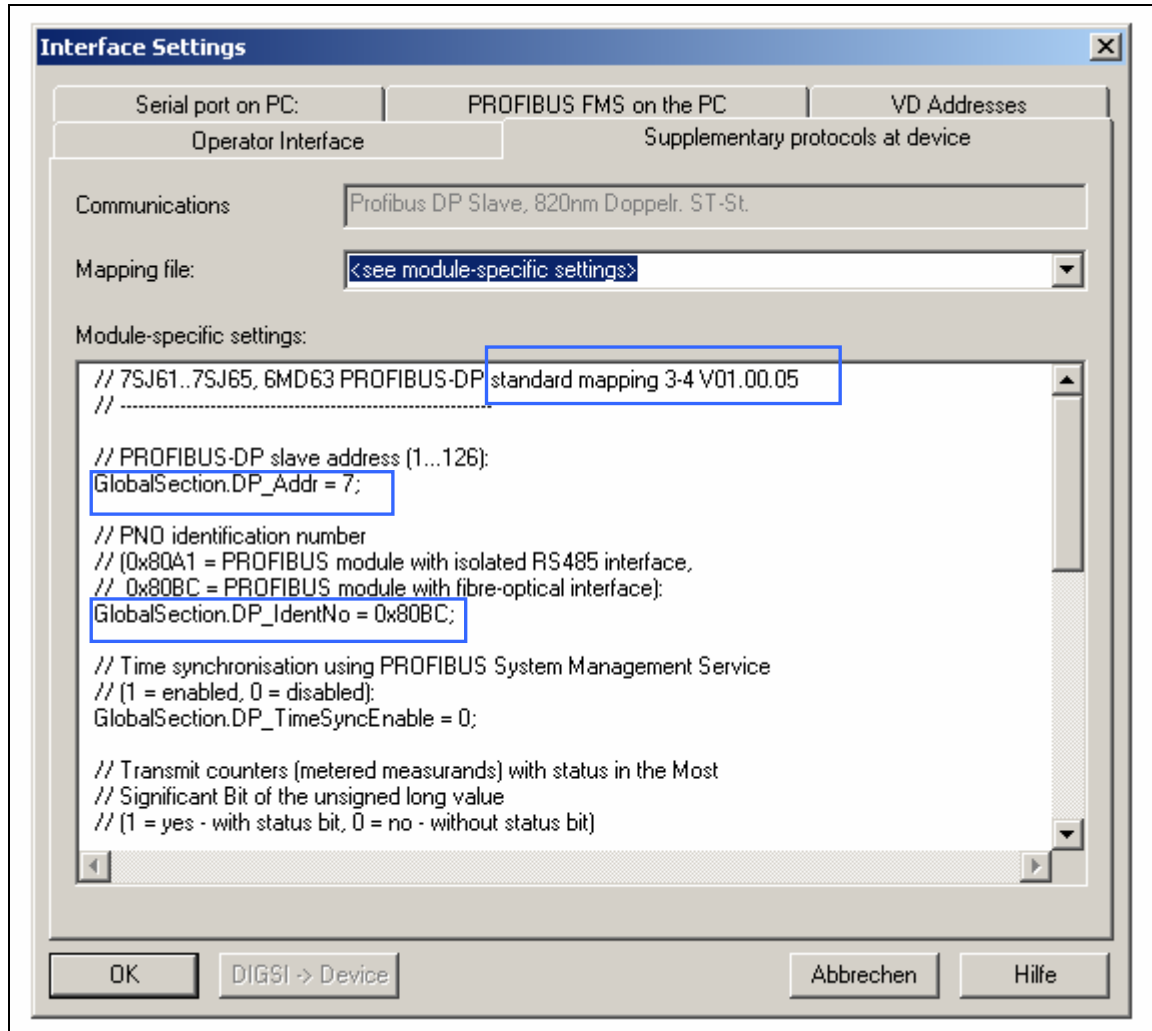 Interface Settings
Serial port on PC:
PROFIBUS FMS on the PC
VD Addresses
Operator Interface
Supplementary protocols at device
Communications
Profibus DP Slave, 820nm Doppelr. ST-St.
Mapping file:
<see module-specific settings>
Module-specific settings:
// 7SJ61..7SJ65, 6MD63 PROFIBUS-DP standard mapping 3-4 V01.00.05
// ------------------------------------------------------------
// PROFIBUS-DP slave address (1...126):
GlobalSection.DP_Addr = 7;
// PNO identification number
// (0x80A1 = PROFIBUS module with isolated RS485 interface,
//  0x80BC = PROFIBUS module with fibre-optical interface):
GlobalSection.DP_IdentNo = 0x80BC;
// Time synchronisation using PROFIBUS System Management Service
// (1 = enabled, 0 = disabled):
GlobalSection.DP_TimeSyncEnable = 0;
// Transmit counters (metered measurands) with status in the Most
// Significant Bit of the unsigned long value
// (1 = yes - with status bit, 0 = no - without status bit)
OK
DIGSI -> Device
Abbrechen
Hilfe